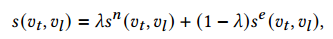 s(v_t, v_l) = λs^n(v_t, v_l) + (1 − λ)s^e(v_t, v_l),